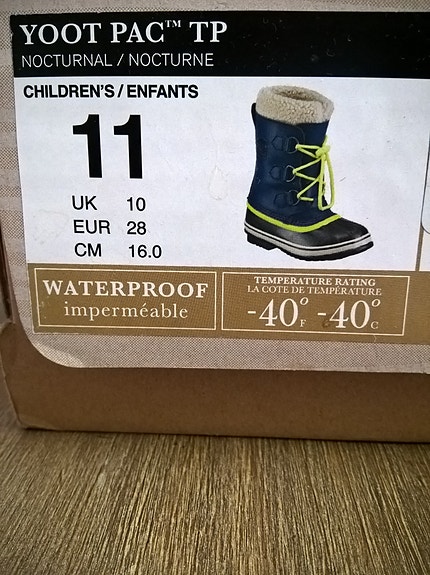 YOOT PAC™ TP
NOCTURNAL / NOCTURNE
CHILDREN'S / ENFANTS
11
UK 10
EUR 28
CM 16.0
WATERPROOF
imperméable
TEMPERATURE RATING
LA COTE DE TEMPÉRATURE
-40°F -40°C